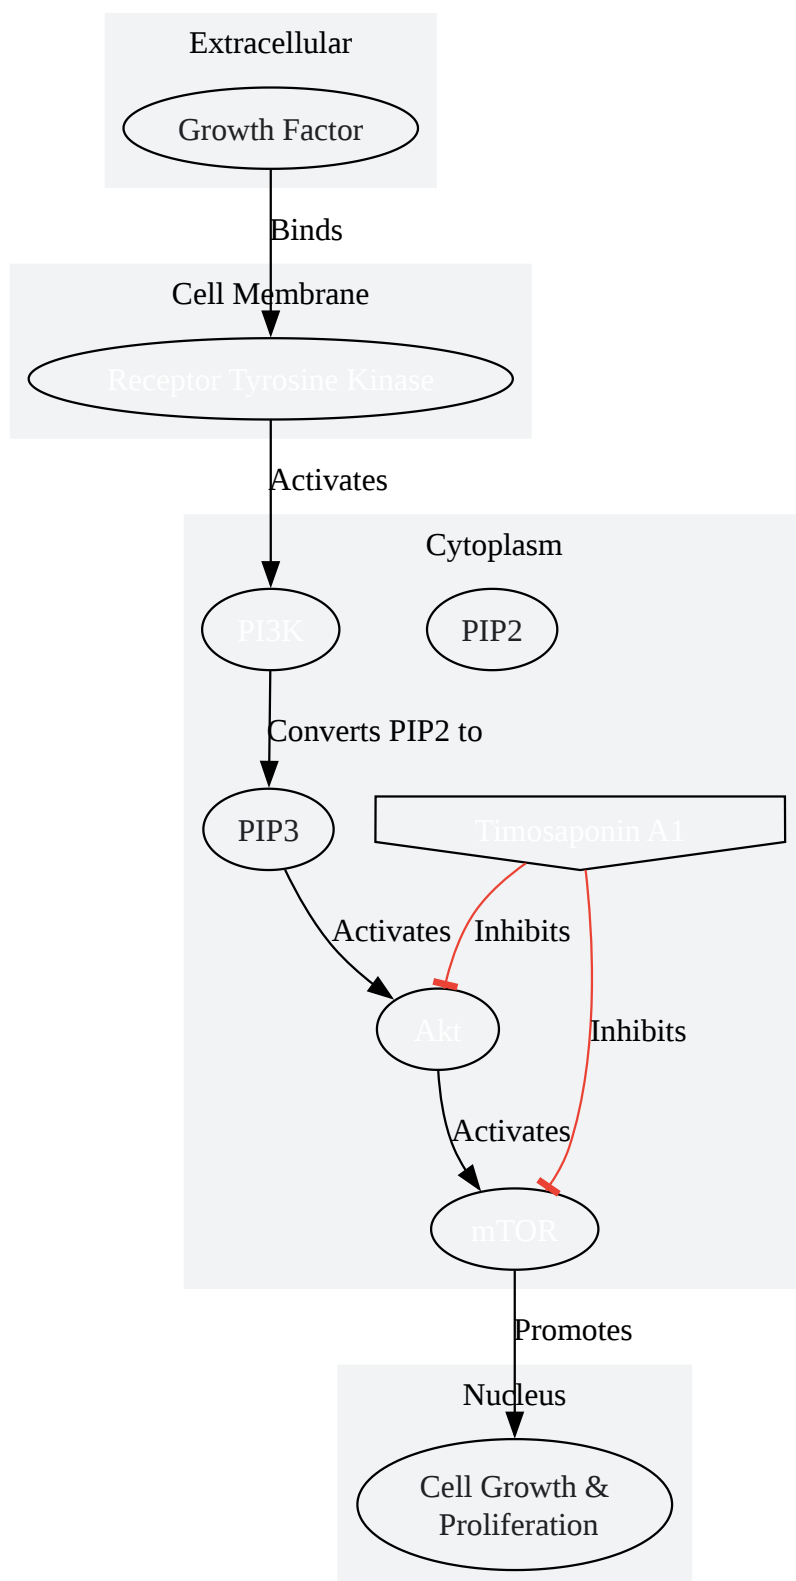 Extracellular
Growth Factor
Binds
Cell Membrane
Receptor Tyrosine Kinase
Activates
Cytoplasm
PI3K
PIP2
Converts PIP2 to
PIP3
Timosaponin A1
Activates
Inhibits
Akt
Inhibits
Activates
mTOR
Promotes
Nucleus
Cell Growth &
Proliferation